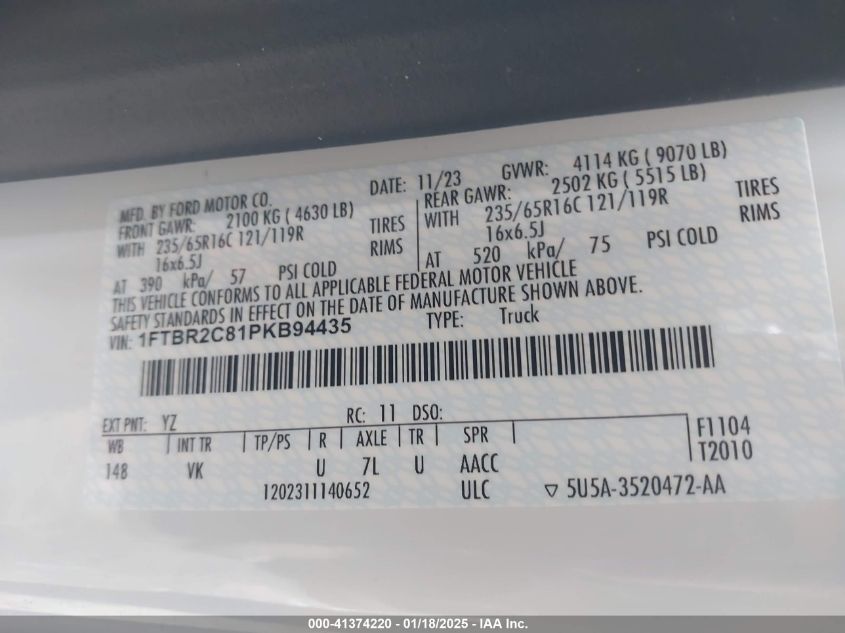 MFD. BY FORD MOTOR CO. DATE: 11/23 GVWR: 4114 KG ( 9070 LB)
FRONT GAWR: 2100 KG ( 4630 LB) REAR GAWR: 2502 KG ( 5515 LB)
WITH 235/65R16C 121/119R TIRES WITH 235/65R16C 121/119R TIRES
16x6.5J RIMS 16x6.5J RIMS
AT 390 kPa/ 57 PSI COLD AT 520 kPa/ 75 PSI COLD
THIS VEHICLE CONFORMS TO ALL APPLICABLE FEDERAL MOTOR VEHICLE
SAFETY STANDARDS IN EFFECT ON THE DATE OF MANUFACTURE SHOWN ABOVE.
VIN: 1FTBR2C81PKB94435 TYPE: Truck
EXT PNT: YZ RC: 11 DSO:
WB INT TR TP/PS R AXLE TR SPR F1104
148 VK U 7L U AACC T2010
1202311140652 ULC ▽ 5U5A-3520472-AA
000-41374220 - 01/18/2025 - IAA Inc.